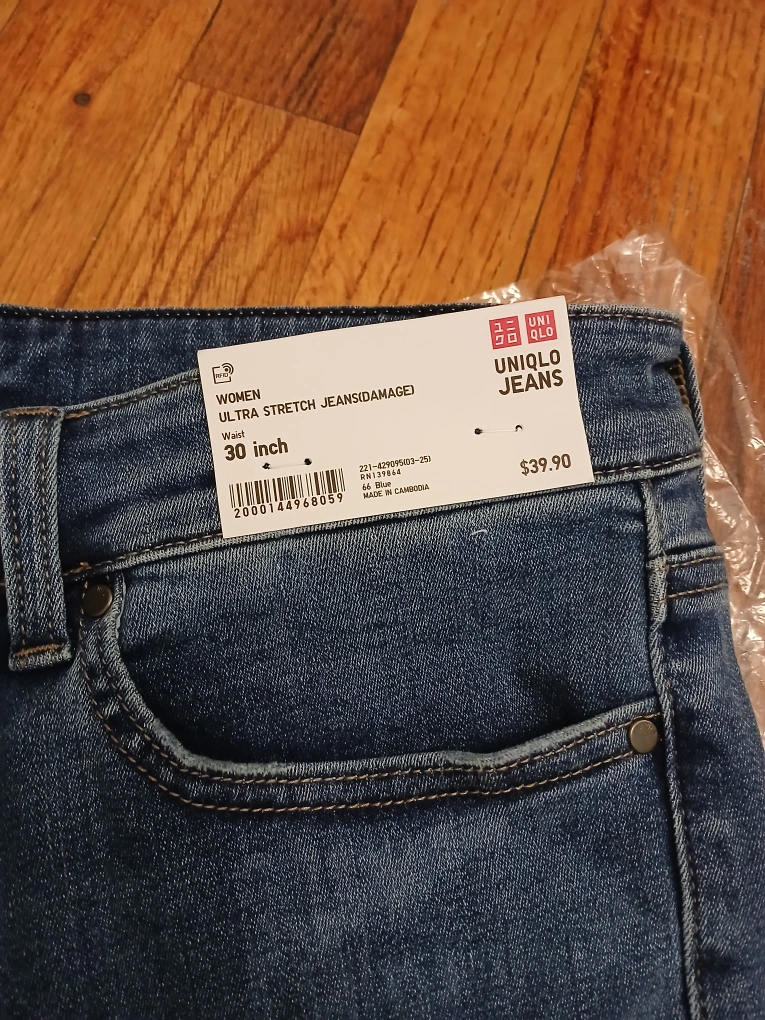 RFID
WOMEN
ULTRA STRETCH JEANS(DAMAGE)
Waist
30 inch
2000144968059
221-429095(03-25)
RN139864
66 Blue
MADE IN CAMBODIA
ユニ
クロ
UNI
QLO
UNIQLO
JEANS
$39.90